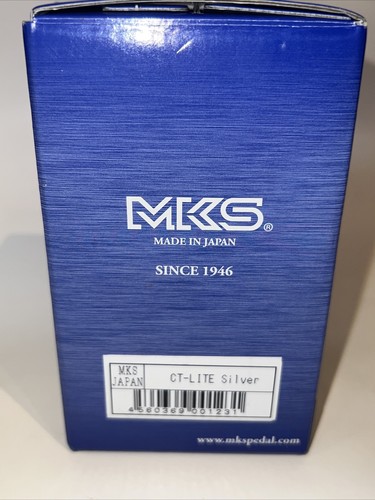 MKS®
MADE IN JAPAN
SINCE 1946
MKS JAPAN
CT-LITE Silver
4560369001231
www.mkspedal.com